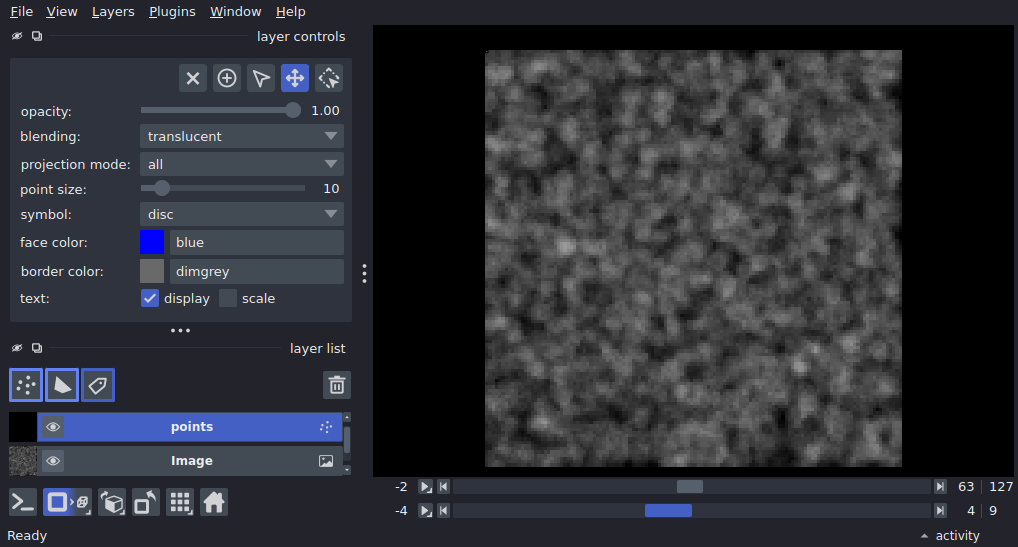 File View Layers Plugins Window Help
layer controls
opacity: 1.00
blending: translucent
projection mode: all
point size: 10
symbol: disc
face color: blue
border color: dimgrey
text: display scale
layer list
points
Image
-2 63 127
-4 4 9
Ready activity